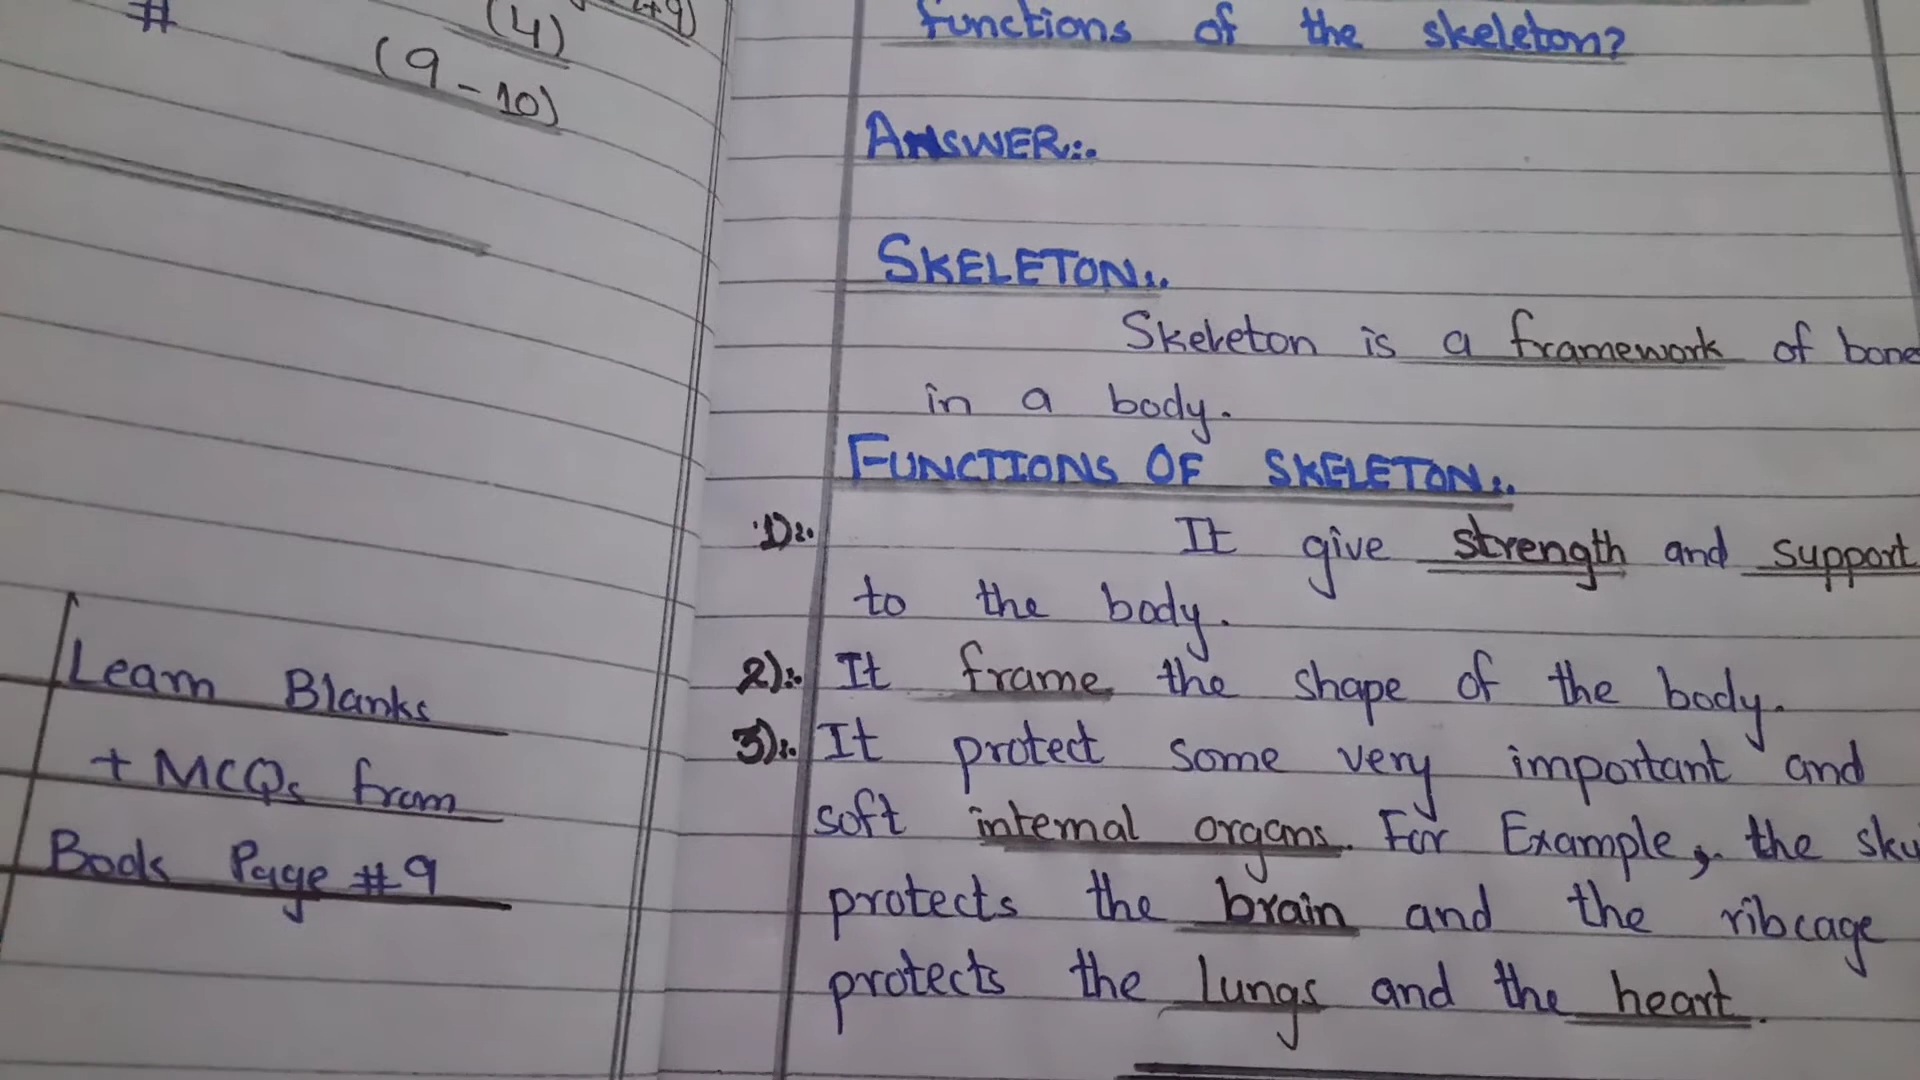 #
(4)
(9-10)
Learn Blanks
+ MCQs from
Book Page #9
functions of the skeleton?
ANSWER:.
SKELETON:.
Skeleton is a framework of bone
in a body.
FUNCTIONS OF SKELETON:.
1):. It give strength and support
to the body.
2):. It frame the shape of the body.
3):. It protect some very important and
soft internal organs. For Example, the sku
protects the brain and the ribcage
protects the lungs and the heart.